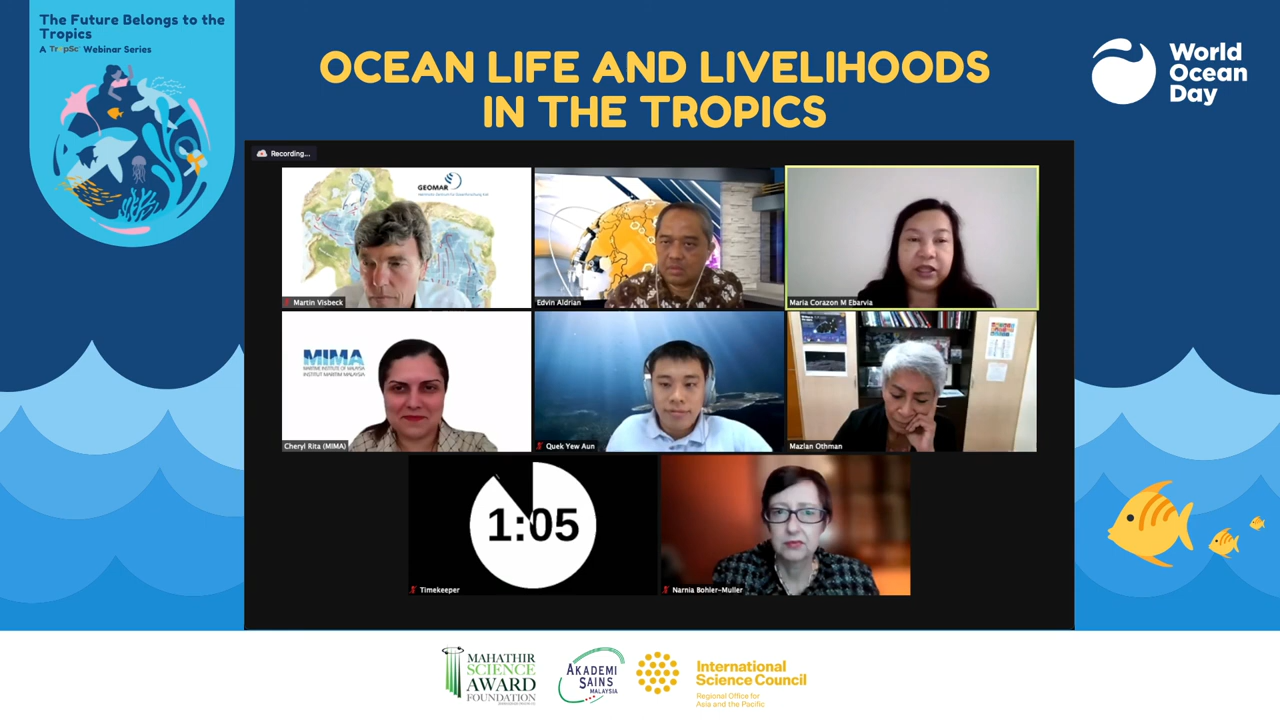 The Future Belongs to the
Tropics
A TropSc Webinar Series
OCEAN LIFE AND LIVELIHOODS
IN THE TROPICS
World
Ocean
Day
Recording...
GEOMAR
Martin Visbeck
Edvin Aldrian
Maria Corazon M Ebarvia
MIMA
MARITIME INSTITUTE OF MALAYSIA
INSTITUT MARITIM MALAYSIA
Cheryl Rita (MIMA)
Quek Yew Aun
Mazlan Othman
1:05
Timekeeper
Narnia Bohler-Muller
MAHATHIR
SCIENCE
AWARD
FOUNDATION
AKADEMI
SAINS
MALAYSIA
International
Science Council
Regional Office for
Asia and the Pacific